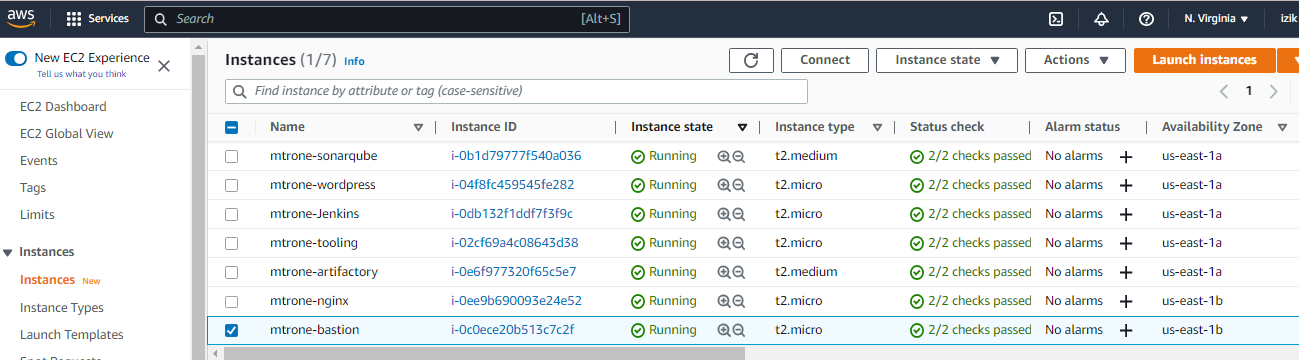 aws Services Search [Alt+S] N. Virginia izik
New EC2 Experience
Tell us what you think
EC2 Dashboard
EC2 Global View
Events
Tags
Limits
Instances
Instances New
Instance Types
Launch Templates
Spot Requests
Instances (1/7) Info Connect Instance state Actions Launch instances
Find instance by attribute or tag (case-sensitive) 1
Name Instance ID Instance state Instance type Status check Alarm status Availability Zone
mtrone-sonarqube i-0b1d79777f540a036 Running t2.medium 2/2 checks passed No alarms us-east-1a
mtrone-wordpress i-04f8fc459545fe282 Running t2.micro 2/2 checks passed No alarms us-east-1a
mtrone-Jenkins i-0db132f1ddf7f3f9c Running t2.micro 2/2 checks passed No alarms us-east-1a
mtrone-tooling i-02cf69a4c08643d38 Running t2.micro 2/2 checks passed No alarms us-east-1a
mtrone-artifactory i-0e6f977320f65c5e7 Running t2.medium 2/2 checks passed No alarms us-east-1a
mtrone-nginx i-0ee9b690093e24e52 Running t2.micro 2/2 checks passed No alarms us-east-1b
mtrone-bastion i-0c0ece20b513c7c2f Running t2.micro 2/2 checks passed No alarms us-east-1b